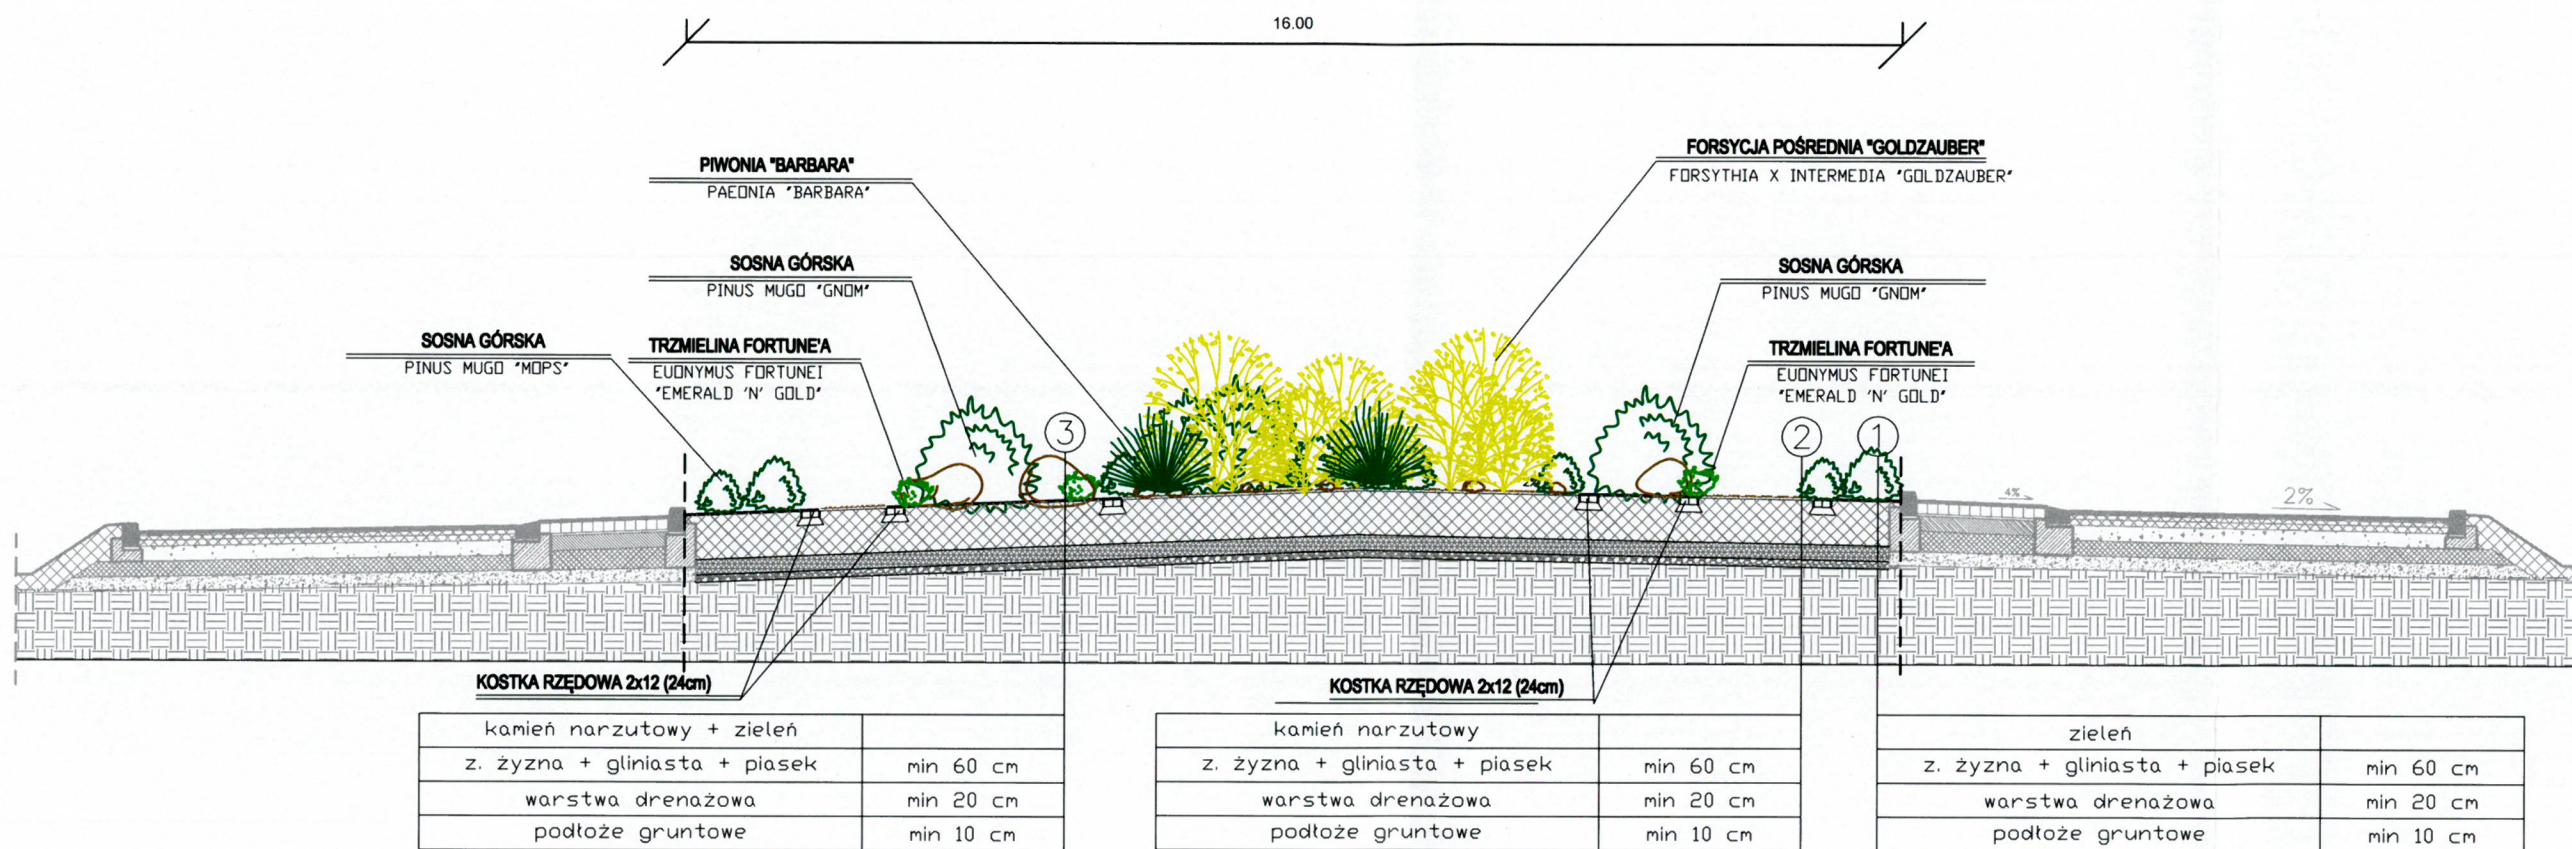 16.00
PIWONIA "BARBARA"
PAEONIA "BARBARA"
FORSYCJA POŚREDNIA "GOLDZAUBER"
FORSYTHIA X INTERMEDIA "GOLDZAUBER"
SOSNA GÓRSKA
PINUS MUGO "GNOM"
SOSNA GÓRSKA
PINUS MUGO "GNOM"
SOSNA GÓRSKA
PINUS MUGO "MOPS"
TRZMIELINA FORTUNE'A
EUONYMUS FORTUNEI
"EMERALD 'N' GOLD"
TRZMIELINA FORTUNE'A
EUONYMUS FORTUNEI
"EMERALD 'N' GOLD"
3
2
1
4%
2%
KOSTKA RZĘDOWA 2x12 (24cm)
KOSTKA RZĘDOWA 2x12 (24cm)
kamień narzutowy + zieleń
z. żyzna + gliniasta + piasek min 60 cm
warstwa drenażowa min 20 cm
podłoże gruntowe min 10 cm
kamień narzutowy
z. żyzna + gliniasta + piasek min 60 cm
warstwa drenażowa min 20 cm
podłoże gruntowe min 10 cm
zieleń
z. żyzna + gliniasta + piasek min 60 cm
warstwa drenażowa min 20 cm
podłoże gruntowe min 10 cm